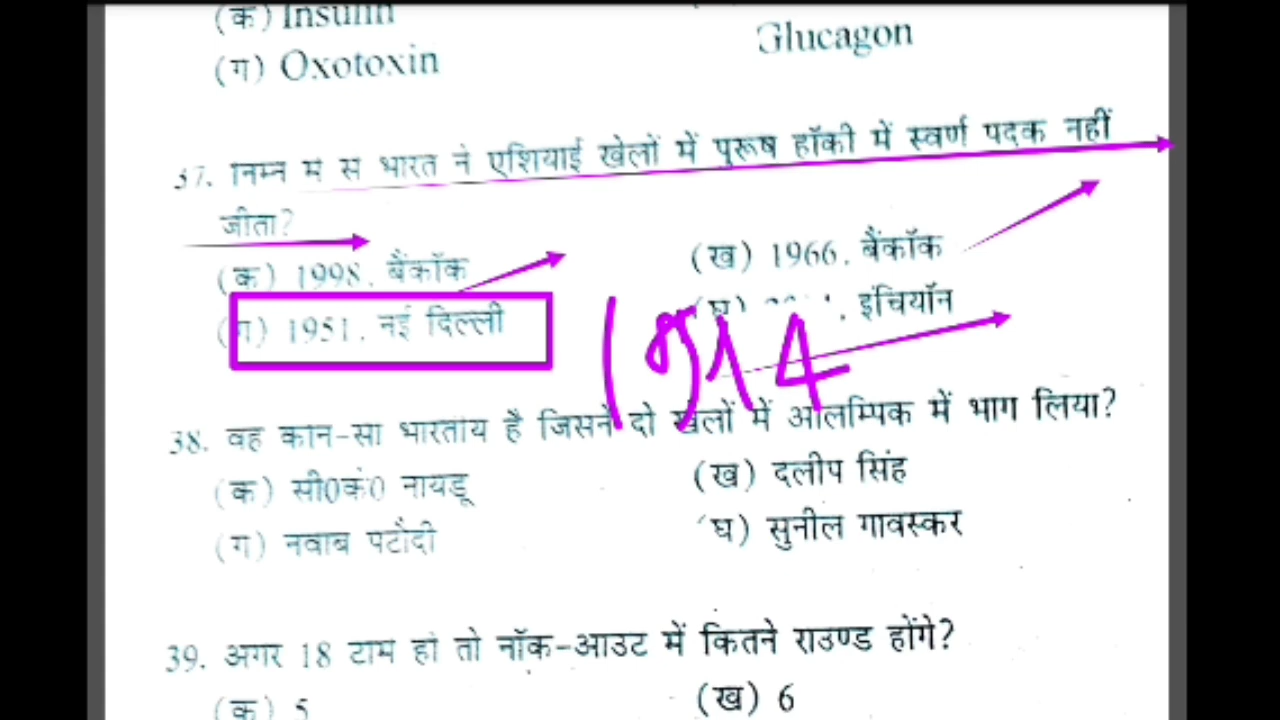 (क) Insulin
Glucagon
(ग) Oxotoxin
37. निम्न में से भारत ने एशियाई खेलों में पुरूष हॉकी में स्वर्ण पदक नहीं
जीता?
(क) 1998. बैंकॉक
(ख) 1966. बैंकॉक
(ग) 1951. नई दिल्ली
(घ) . इंचियॉन
38. वह कौन-सा भारतीय है जिसने दो खेलों में ओलम्पिक में भाग लिया?
(क) सी0के0 नायडू
(ख) दलीप सिंह
(ग) नवाब पटौदी
(घ) सुनील गावस्कर
39. अगर 18 टीम हों तो नॉक-आउट में कितने राउण्ड होंगे?
(क) 5
(ख) 6